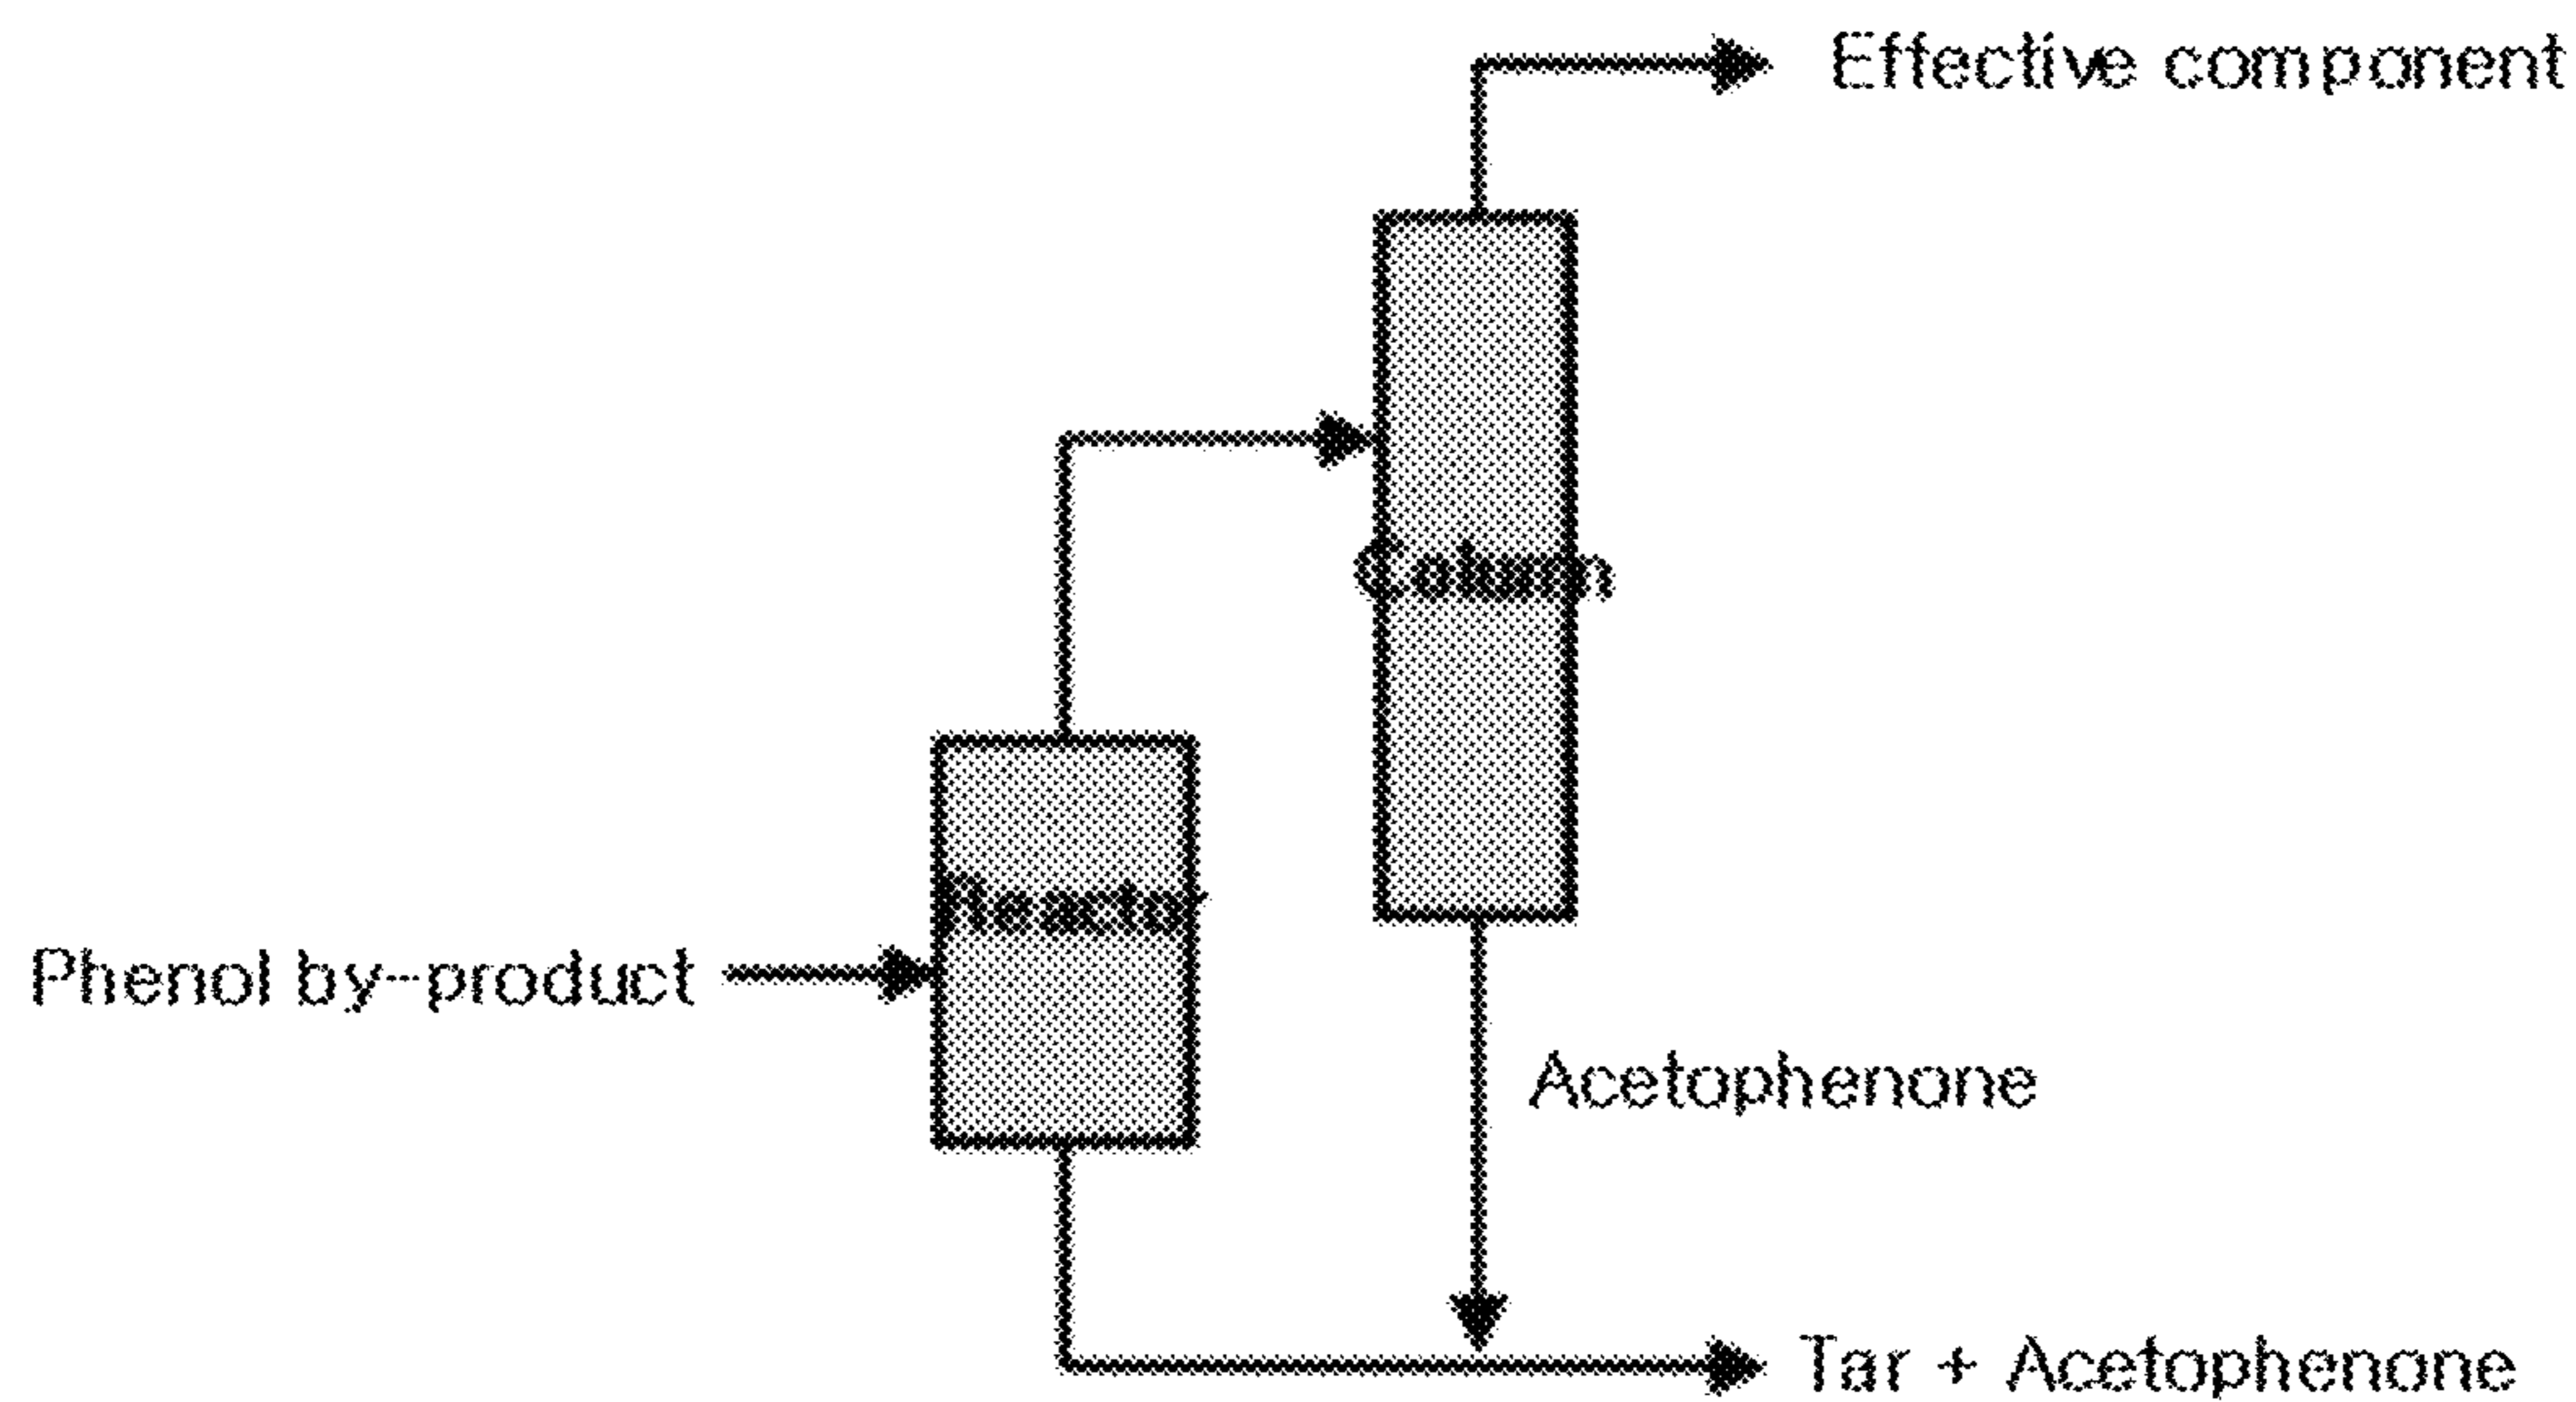 Effective component
Column
Reactor
Phenol by-product
Acetophenone
Tar + Acetophenone